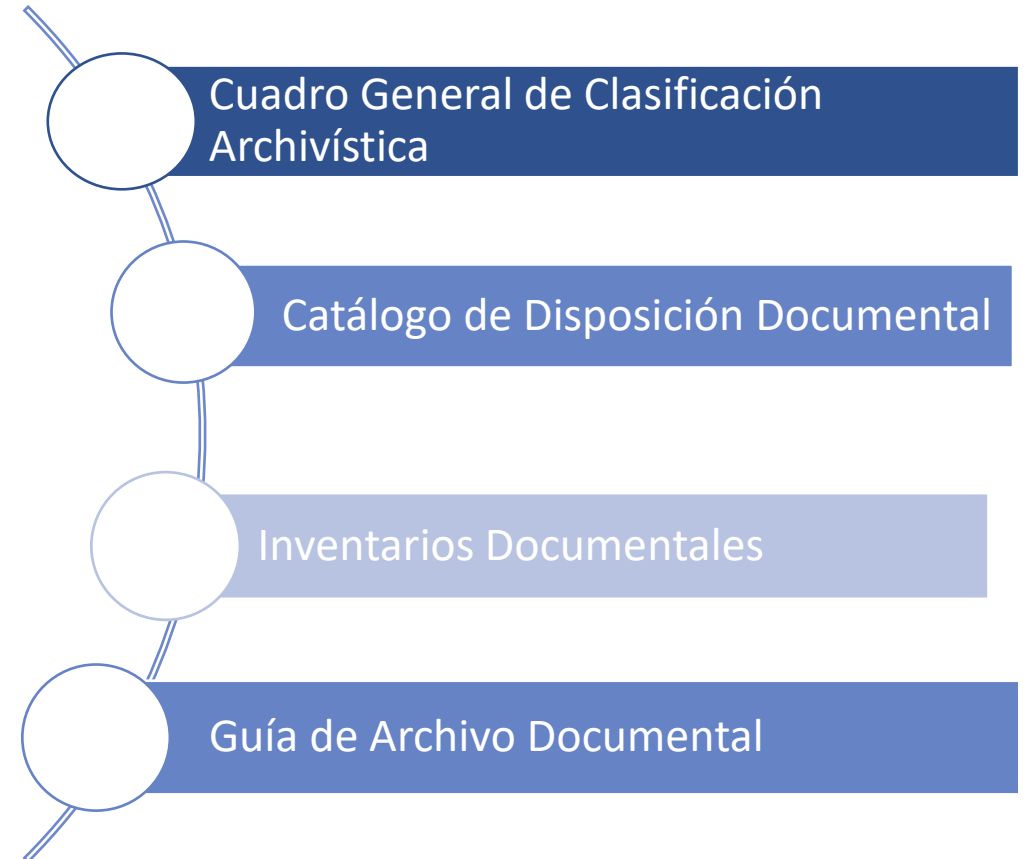 Cuadro General de Clasificación
Archivística
Catálogo de Disposición Documental
Inventarios Documentales
Guía de Archivo Documental